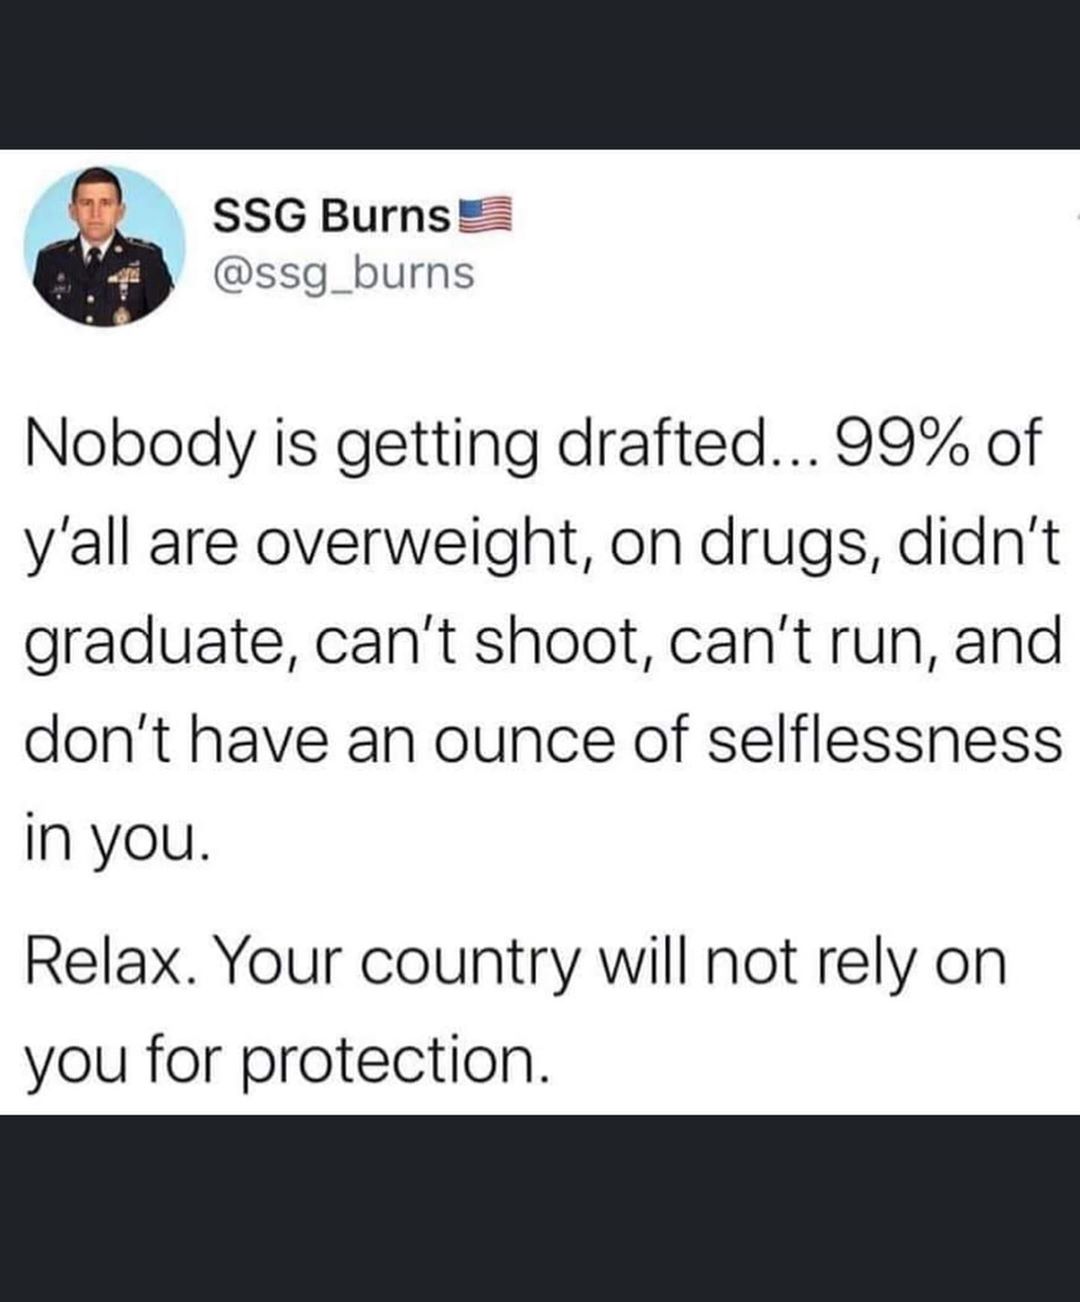 SSG Burns🇺🇸
@ssg_burns
Nobody is getting drafted... 99% of
y'all are overweight, on drugs, didn't
graduate, can't shoot, can't run, and
don't have an ounce of selflessness
in you.
Relax. Your country will not rely on
you for protection.